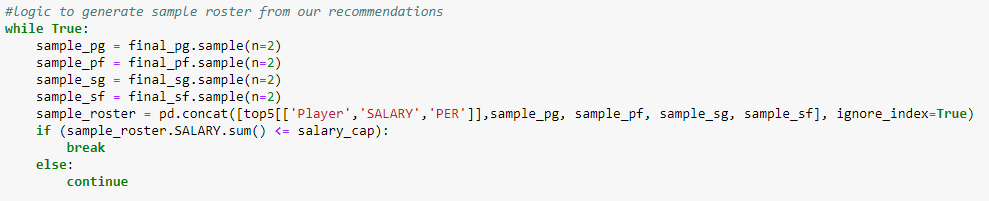 #logic to generate sample roster from our recommendations
while True:
    sample_pg = final_pg.sample(n=2)
    sample_pf = final_pf.sample(n=2)
    sample_sg = final_sg.sample(n=2)
    sample_sf = final_sf.sample(n=2)
    sample_roster = pd.concat([top5[['Player','SALARY','PER']],sample_pg, sample_pf, sample_sg, sample_sf], ignore_index=True)
    if (sample_roster.SALARY.sum() <= salary_cap):
        break
    else:
        continue